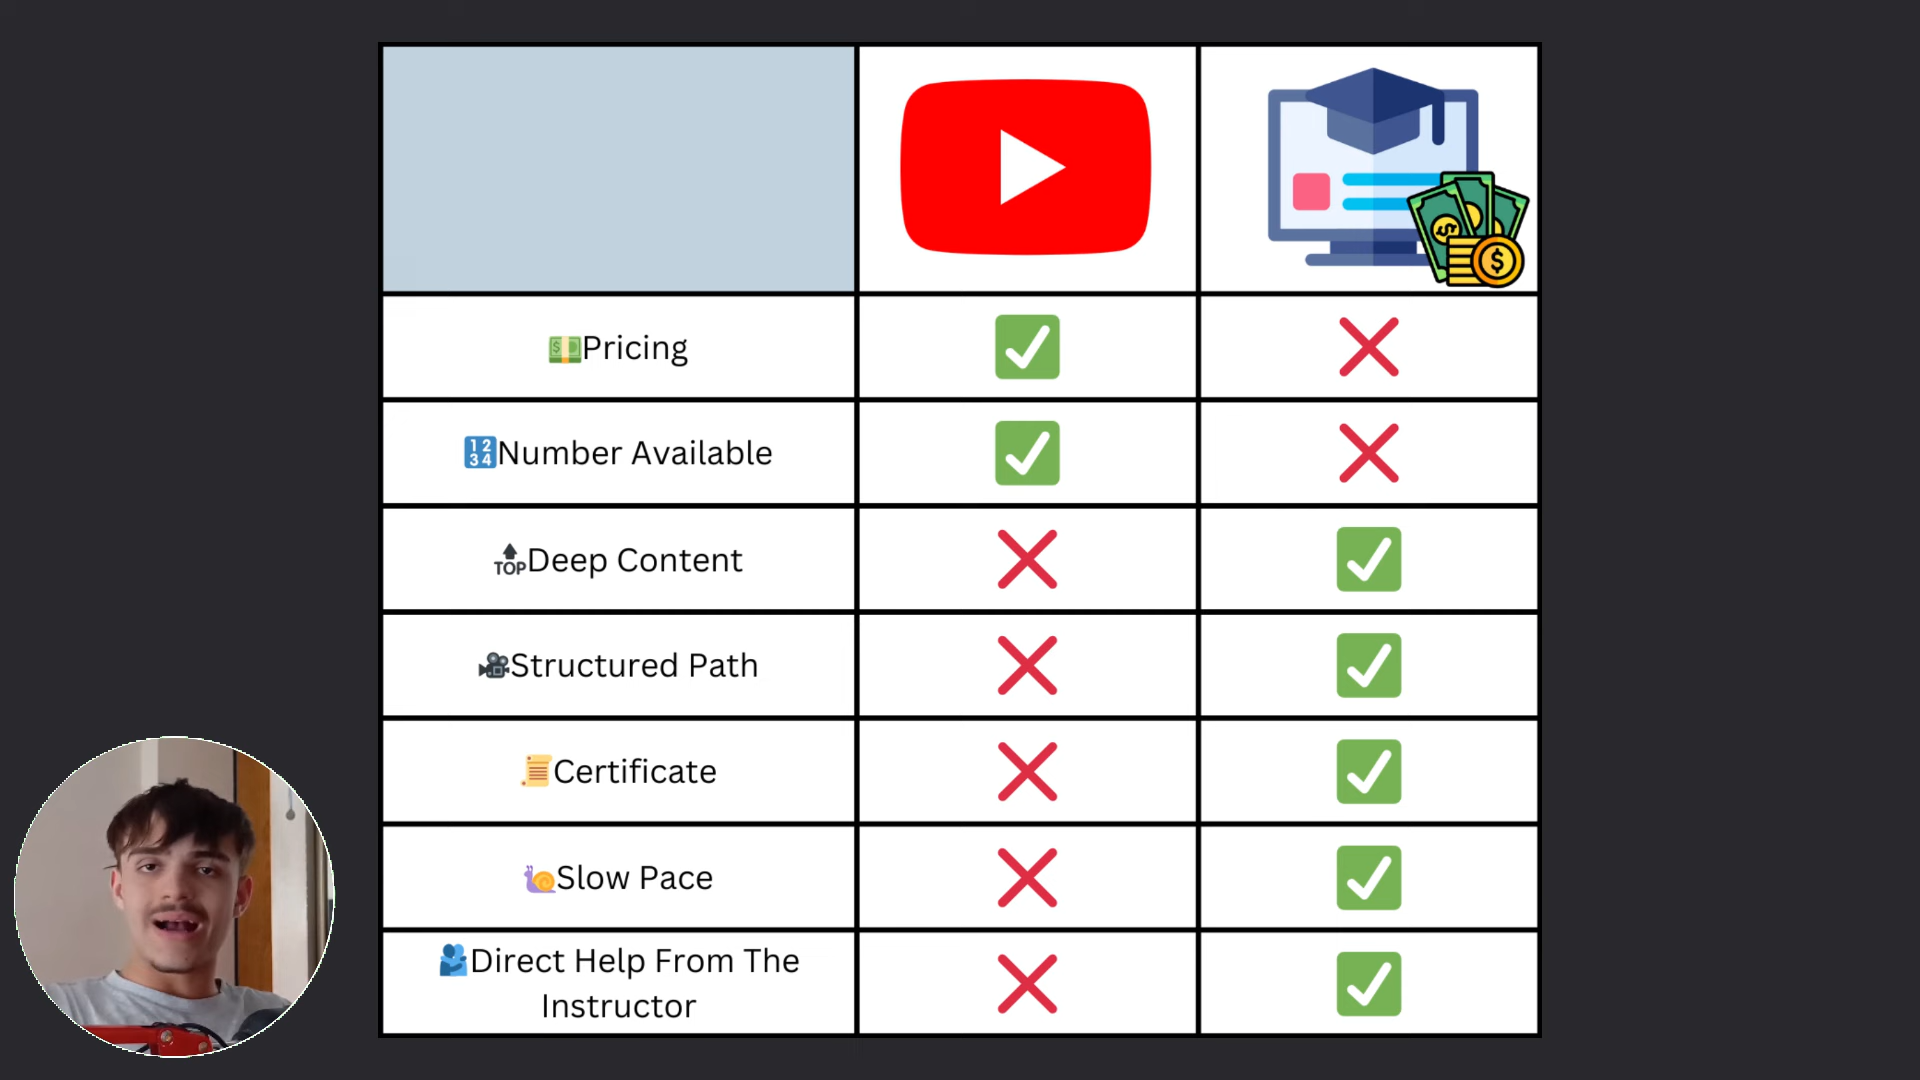 Pricing
Number Available
TOP
Deep Content
Structured Path
Certificate
Slow Pace
Direct Help From The
Instructor